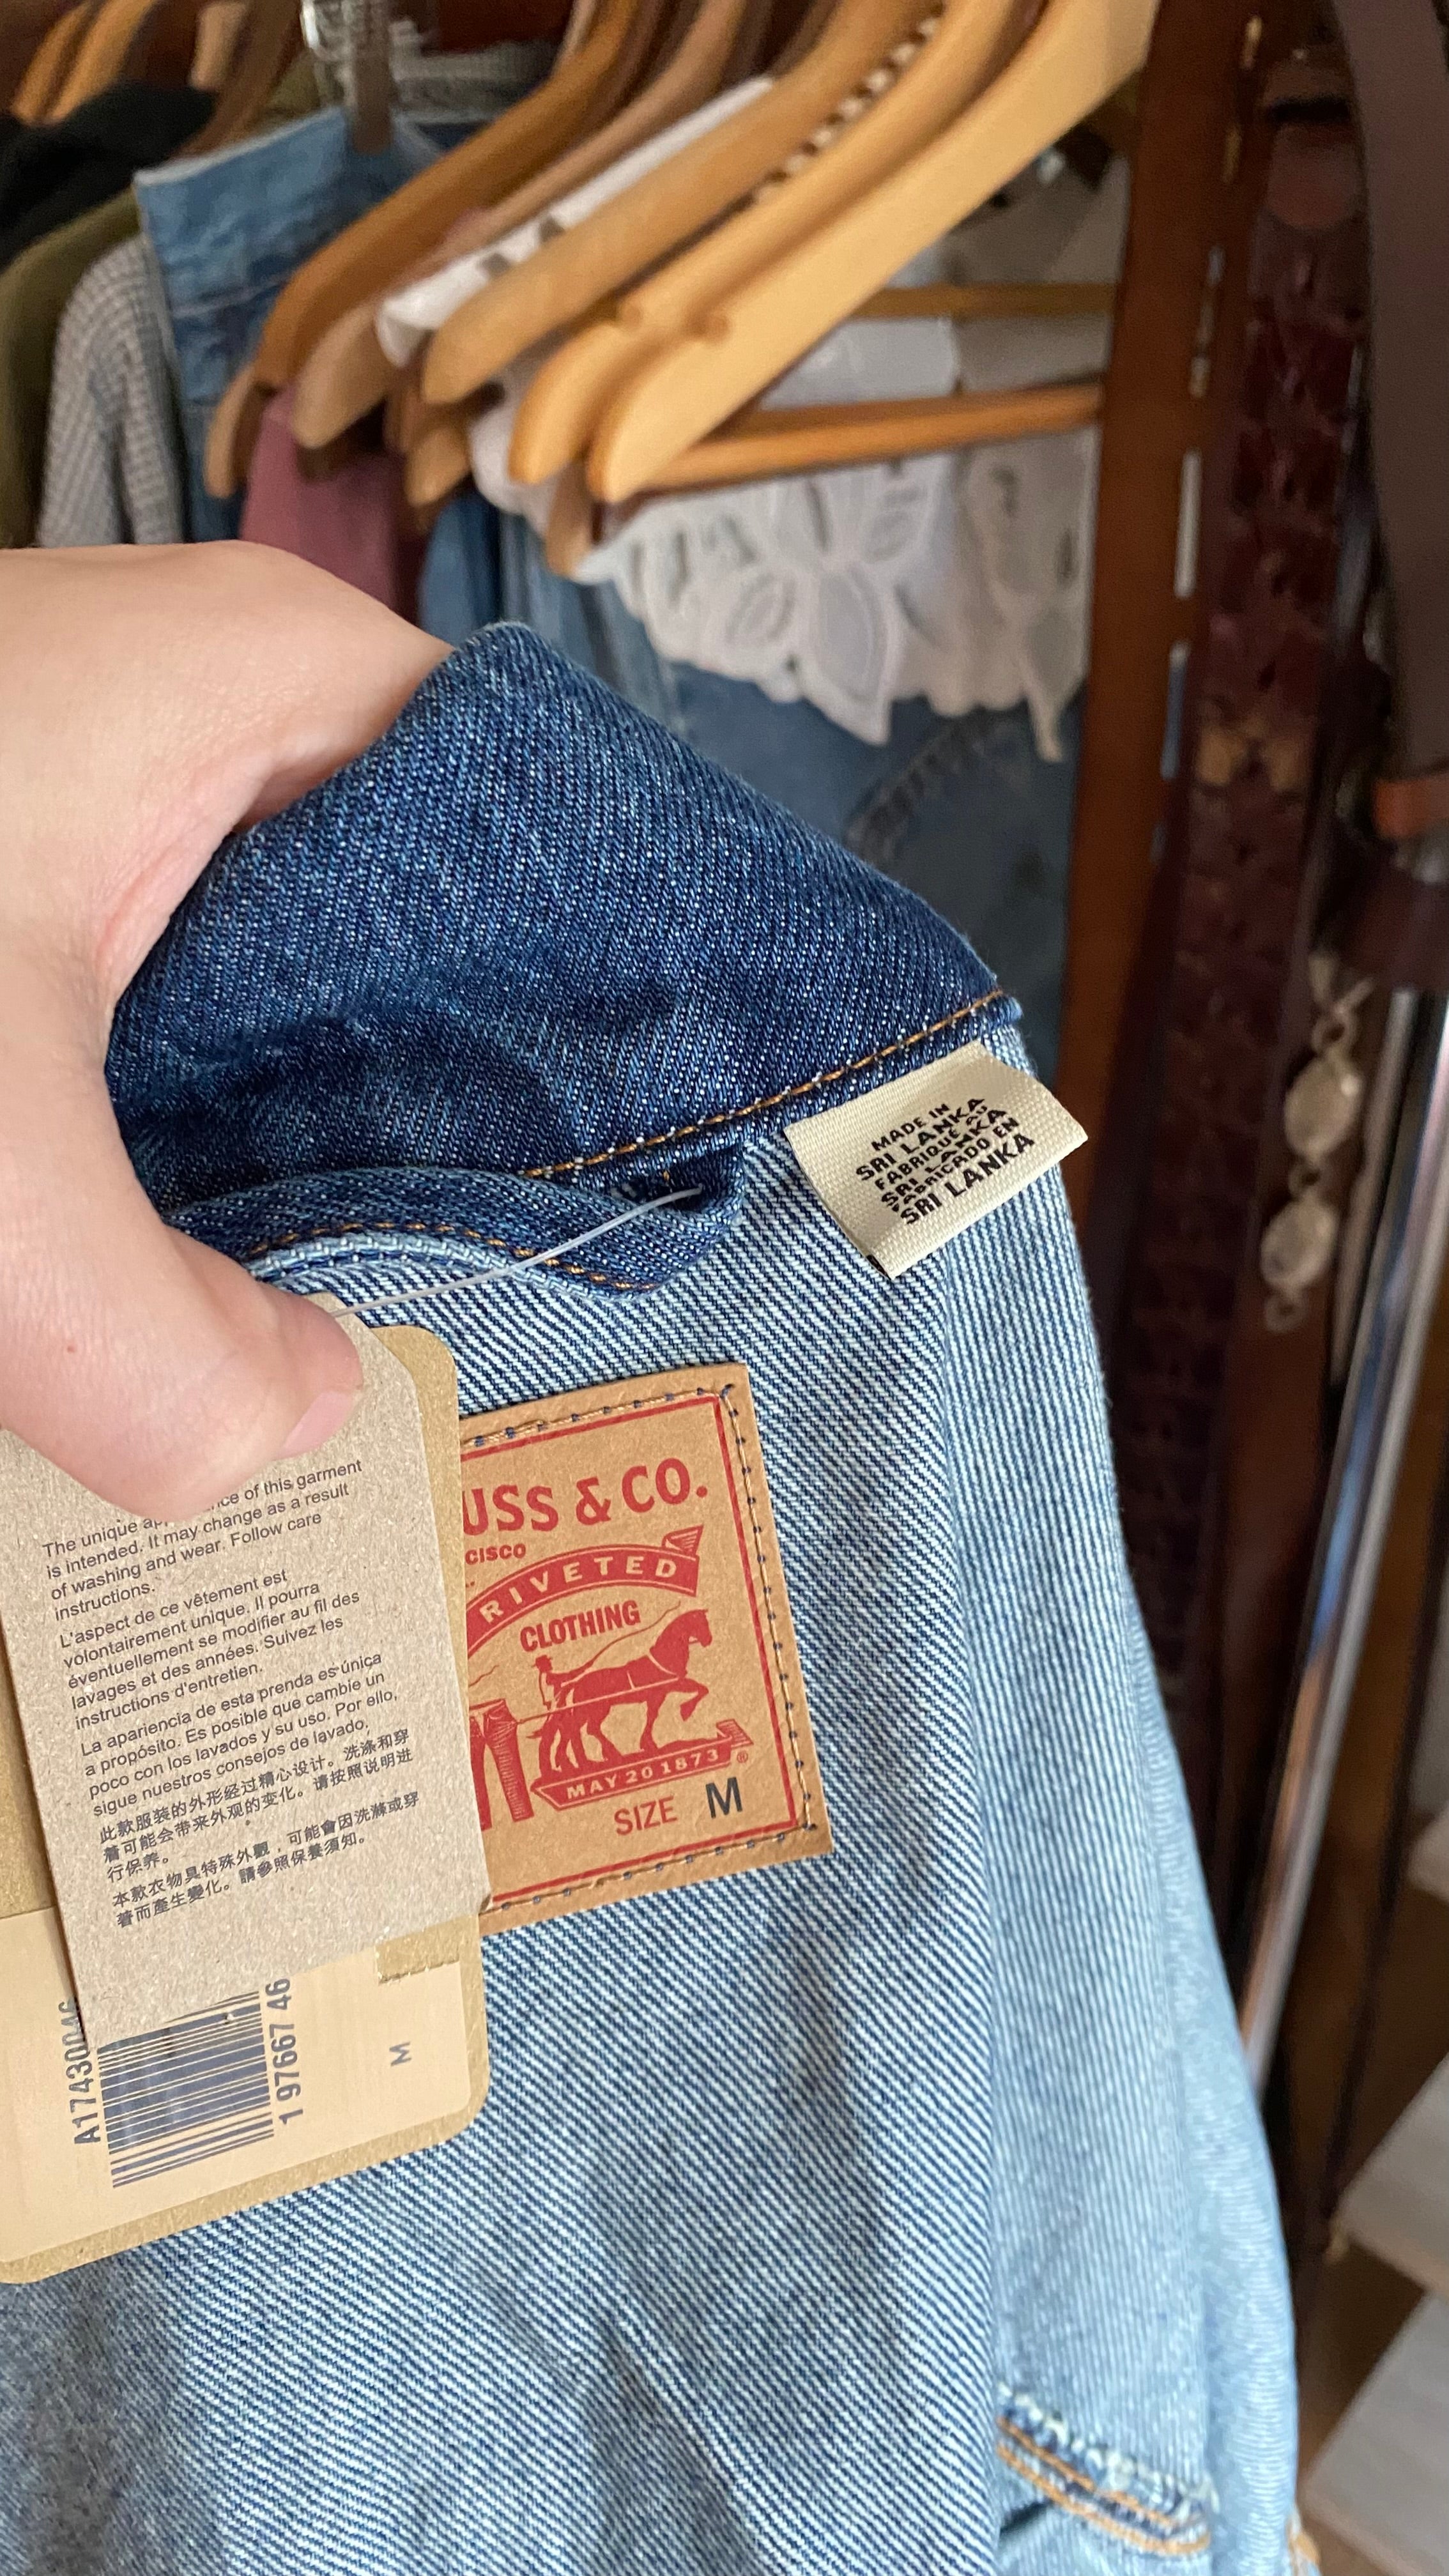 MADE IN
SRI LANKA
FABRIQUÉ AU
SRI LANKA
FABRICADO EN
SRI LANKA
USS & CO.
CISCO
RIVETED
CLOTHING
MAY 20 1873 ®
SIZE M
The unique ap ce of this garment
is intended. It may change as a result
of washing and wear. Follow care
instructions.
L'aspect de ce vêtement est
volontairement unique. Il pourra
éventuellement se modifier au fil des
lavages et des années. Suivez les
instructions d'entretien.
La apariencia de esta prenda es única
a propósito. Es posible que cambie un
poco con los lavados y su uso. Por ello,
sigue nuestros consejos de lavado.
此款服装的外形经过精心设计。洗涤和穿
着可能会带来外观的变化。请按照说明进
行保养。
本款衣物具特殊外觀，可能會因洗滌或穿
著而產生變化。請參照保養須知。
A17430046
1 97667 46
M